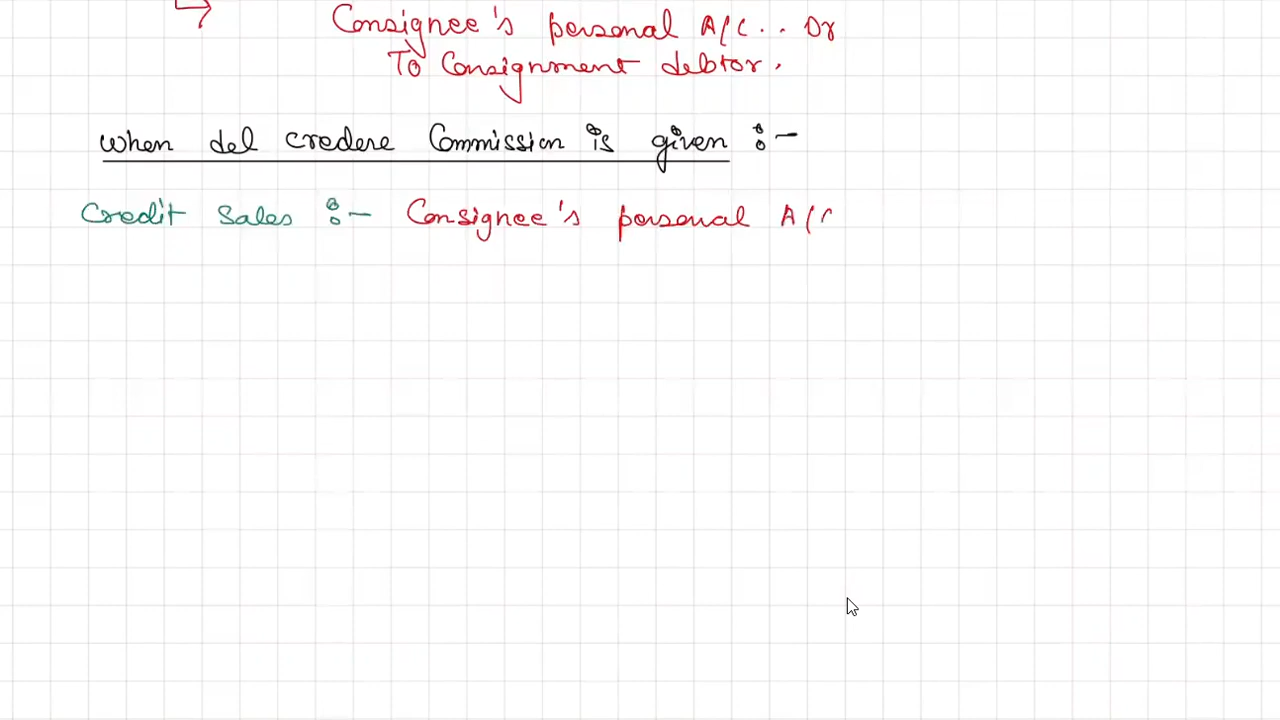 Consignee's personal A/C .. Dr
To Consignment debtor.
When del credere Commission is given :-
Credit Sales :- Consignee's personal A/C